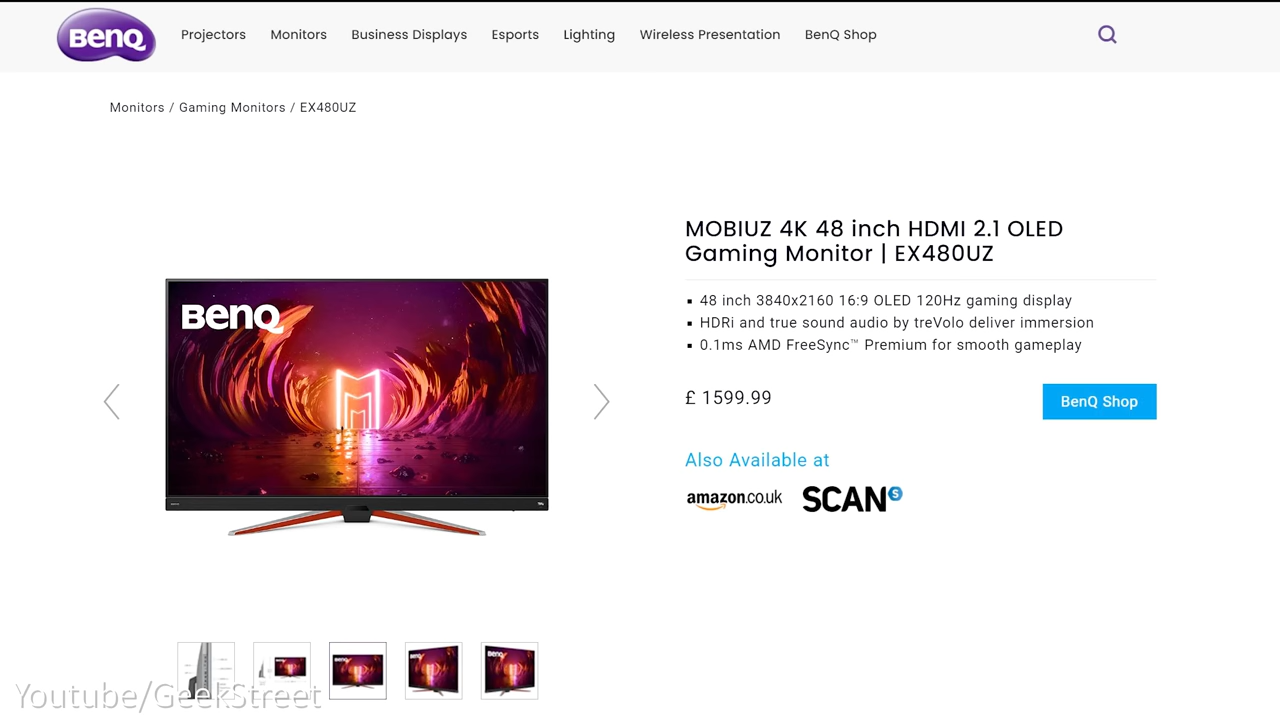 BenQ
Projectors Monitors Business Displays Esports Lighting Wireless Presentation BenQ Shop
Monitors / Gaming Monitors / EX480UZ
BenQ
MOBIUZ 4K 48 inch HDMI 2.1 OLED
Gaming Monitor | EX480UZ
▪ 48 inch 3840x2160 16:9 OLED 120Hz gaming display
▪ HDRi and true sound audio by treVolo deliver immersion
▪ 0.1ms AMD FreeSync™ Premium for smooth gameplay
£ 1599.99
BenQ Shop
Also Available at
amazon.co.uk SCAN S
Youtube/GeekStreet